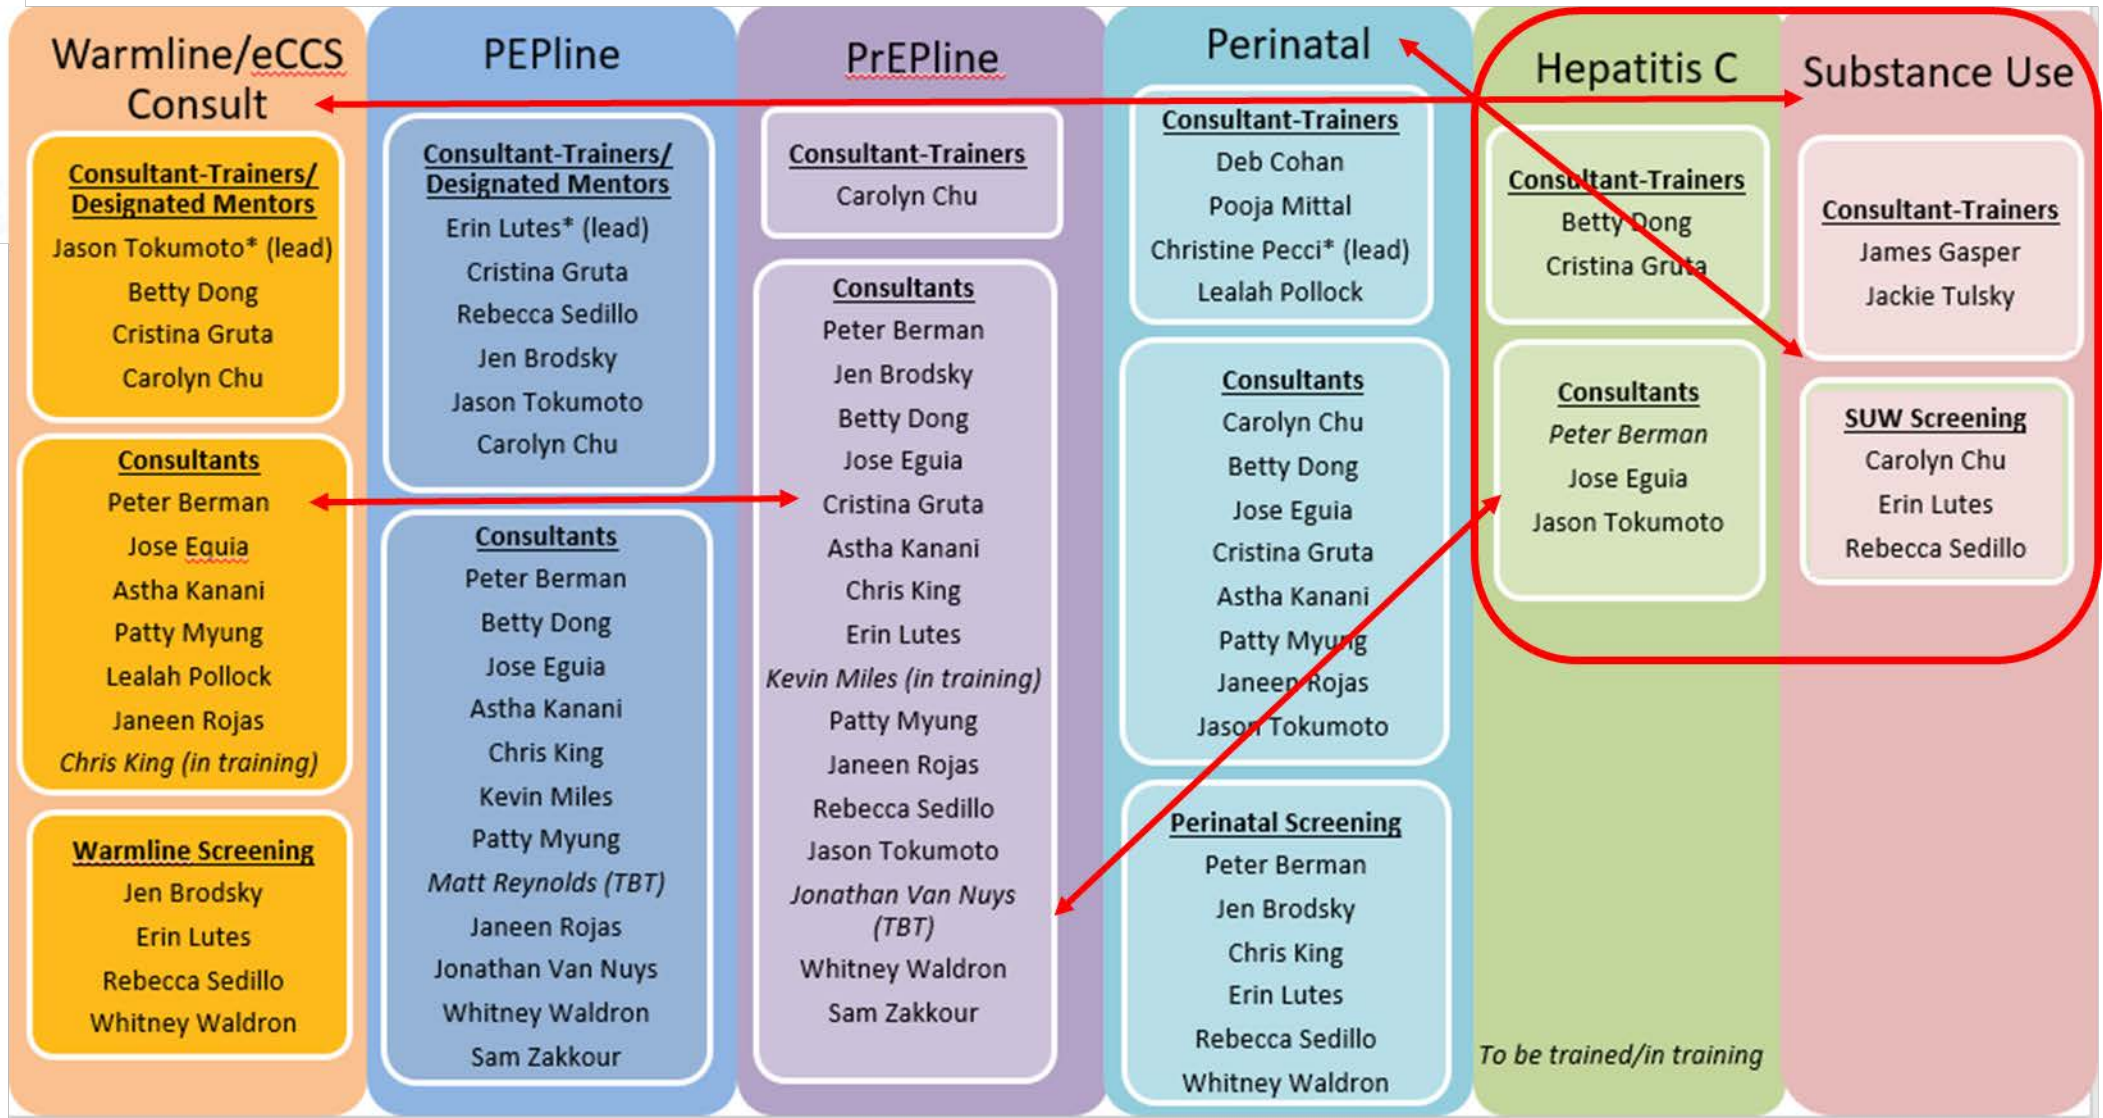 Warmline/eCCS
Consult
Consultant-Trainers/
Designated Mentors
Jason Tokumoto* (lead)
Betty Dong
Cristina Gruta
Carolyn Chu
Consultants
Peter Berman
Jose Equia
Astha Kanani
Patty Myung
Lealah Pollock
Janeen Rojas
Chris King (in training)
Warmline Screening
Jen Brodsky
Erin Lutes
Rebecca Sedillo
Whitney Waldron
PEPline
Consultant-Trainers/
Designated Mentors
Erin Lutes* (lead)
Cristina Gruta
Rebecca Sedillo
Jen Brodsky
Jason Tokumoto
Carolyn Chu
Consultants
Peter Berman
Betty Dong
Jose Eguia
Astha Kanani
Chris King
Kevin Miles
Patty Myung
Matt Reynolds (TBT)
Janeen Rojas
Jonathan Van Nuys
Whitney Waldron
Sam Zakkour
PrEPline
Consultant-Trainers
Carolyn Chu
Consultants
Peter Berman
Jen Brodsky
Betty Dong
Jose Eguia
Cristina Gruta
Astha Kanani
Chris King
Erin Lutes
Kevin Miles (in training)
Patty Myung
Janeen Rojas
Rebecca Sedillo
Jason Tokumoto
Jonathan Van Nuys
(TBT)
Whitney Waldron
Sam Zakkour
Perinatal
Consultant-Trainers
Deb Cohan
Pooja Mittal
Christine Pecci* (lead)
Lealah Pollock
Consultants
Carolyn Chu
Betty Dong
Jose Eguia
Cristina Gruta
Astha Kanani
Patty Myung
Janeen Rojas
Jason Tokumoto
Perinatal Screening
Peter Berman
Jen Brodsky
Chris King
Erin Lutes
Rebecca Sedillo
Whitney Waldron
Hepatitis C
Consultant-Trainers
Betty Dong
Cristina Gruta
Consultants
Peter Berman
Jose Eguia
Jason Tokumoto
To be trained/in training
Substance Use
Consultant-Trainers
James Gasper
Jackie Tulsky
SUW Screening
Carolyn Chu
Erin Lutes
Rebecca Sedillo